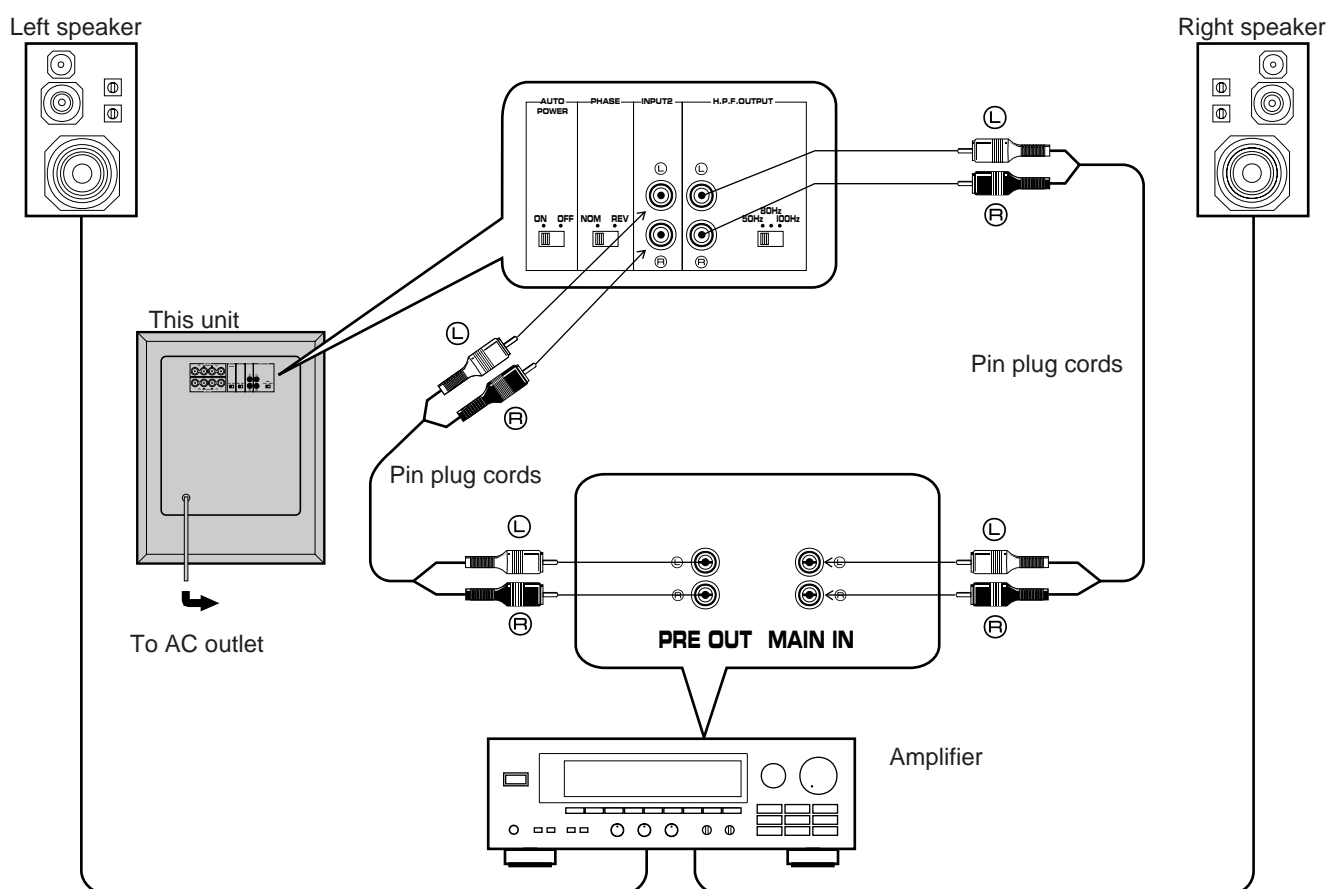 Left speaker
Right speaker
AUTO POWER
PHASE
INPUT2
H.P.F.OUTPUT
L
R
L
L
L
R
ON OFF
NOM REV
50Hz 80Hz 100Hz
R
R
This unit
L
R
Pin plug cords
Pin plug cords
L
L
L
L
R
R
R
R
PRE OUT MAIN IN
To AC outlet
Amplifier